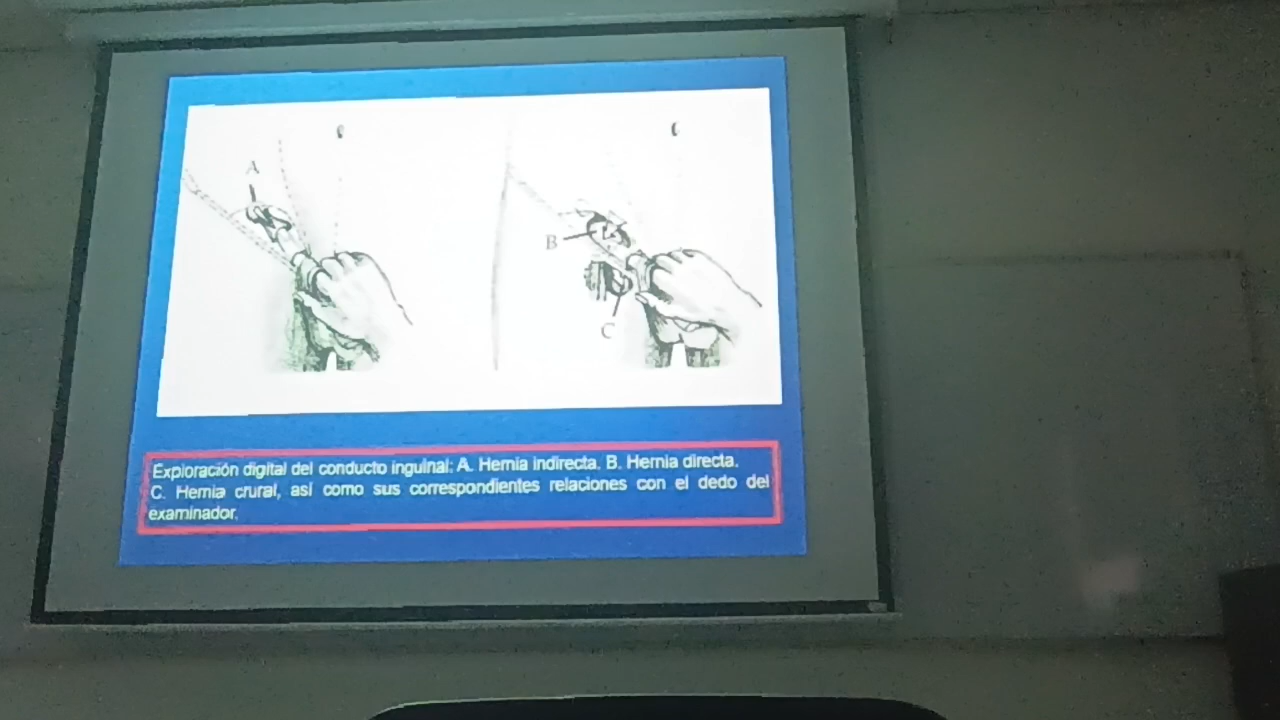 A
B
C
Exploración digital del conducto inguinal: A. Hernia indirecta. B. Hernia directa.
C. Hernia crural, así como sus correspondientes relaciones con el dedo del
examinador.